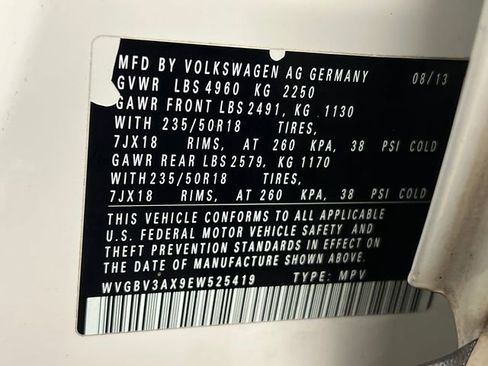 MFD BY VOLKSWAGEN AG GERMANY 08/13
GVWR LBS 4960 KG 2250
GAWR FRONT LBS 2491, KG 1130
WITH 235/50R18 TIRES,
7JX18 RIMS, AT 260 KPA, 38 PSI COLD
GAWR REAR LBS 2579, KG 1170
WITH 235/50R18 TIRES,
7JX18 RIMS, AT 260 KPA, 38 PSI COLD
THIS VEHICLE CONFORMS TO ALL APPLICABLE
U.S. FEDERAL MOTOR VEHICLE SAFETY AND
THEFT PREVENTION STANDARDS IN EFFECT ON
THE DATE OF MANUFACTURE SHOWN ABOVE.
WVGBV3AX9EW525419 TYPE: MPV